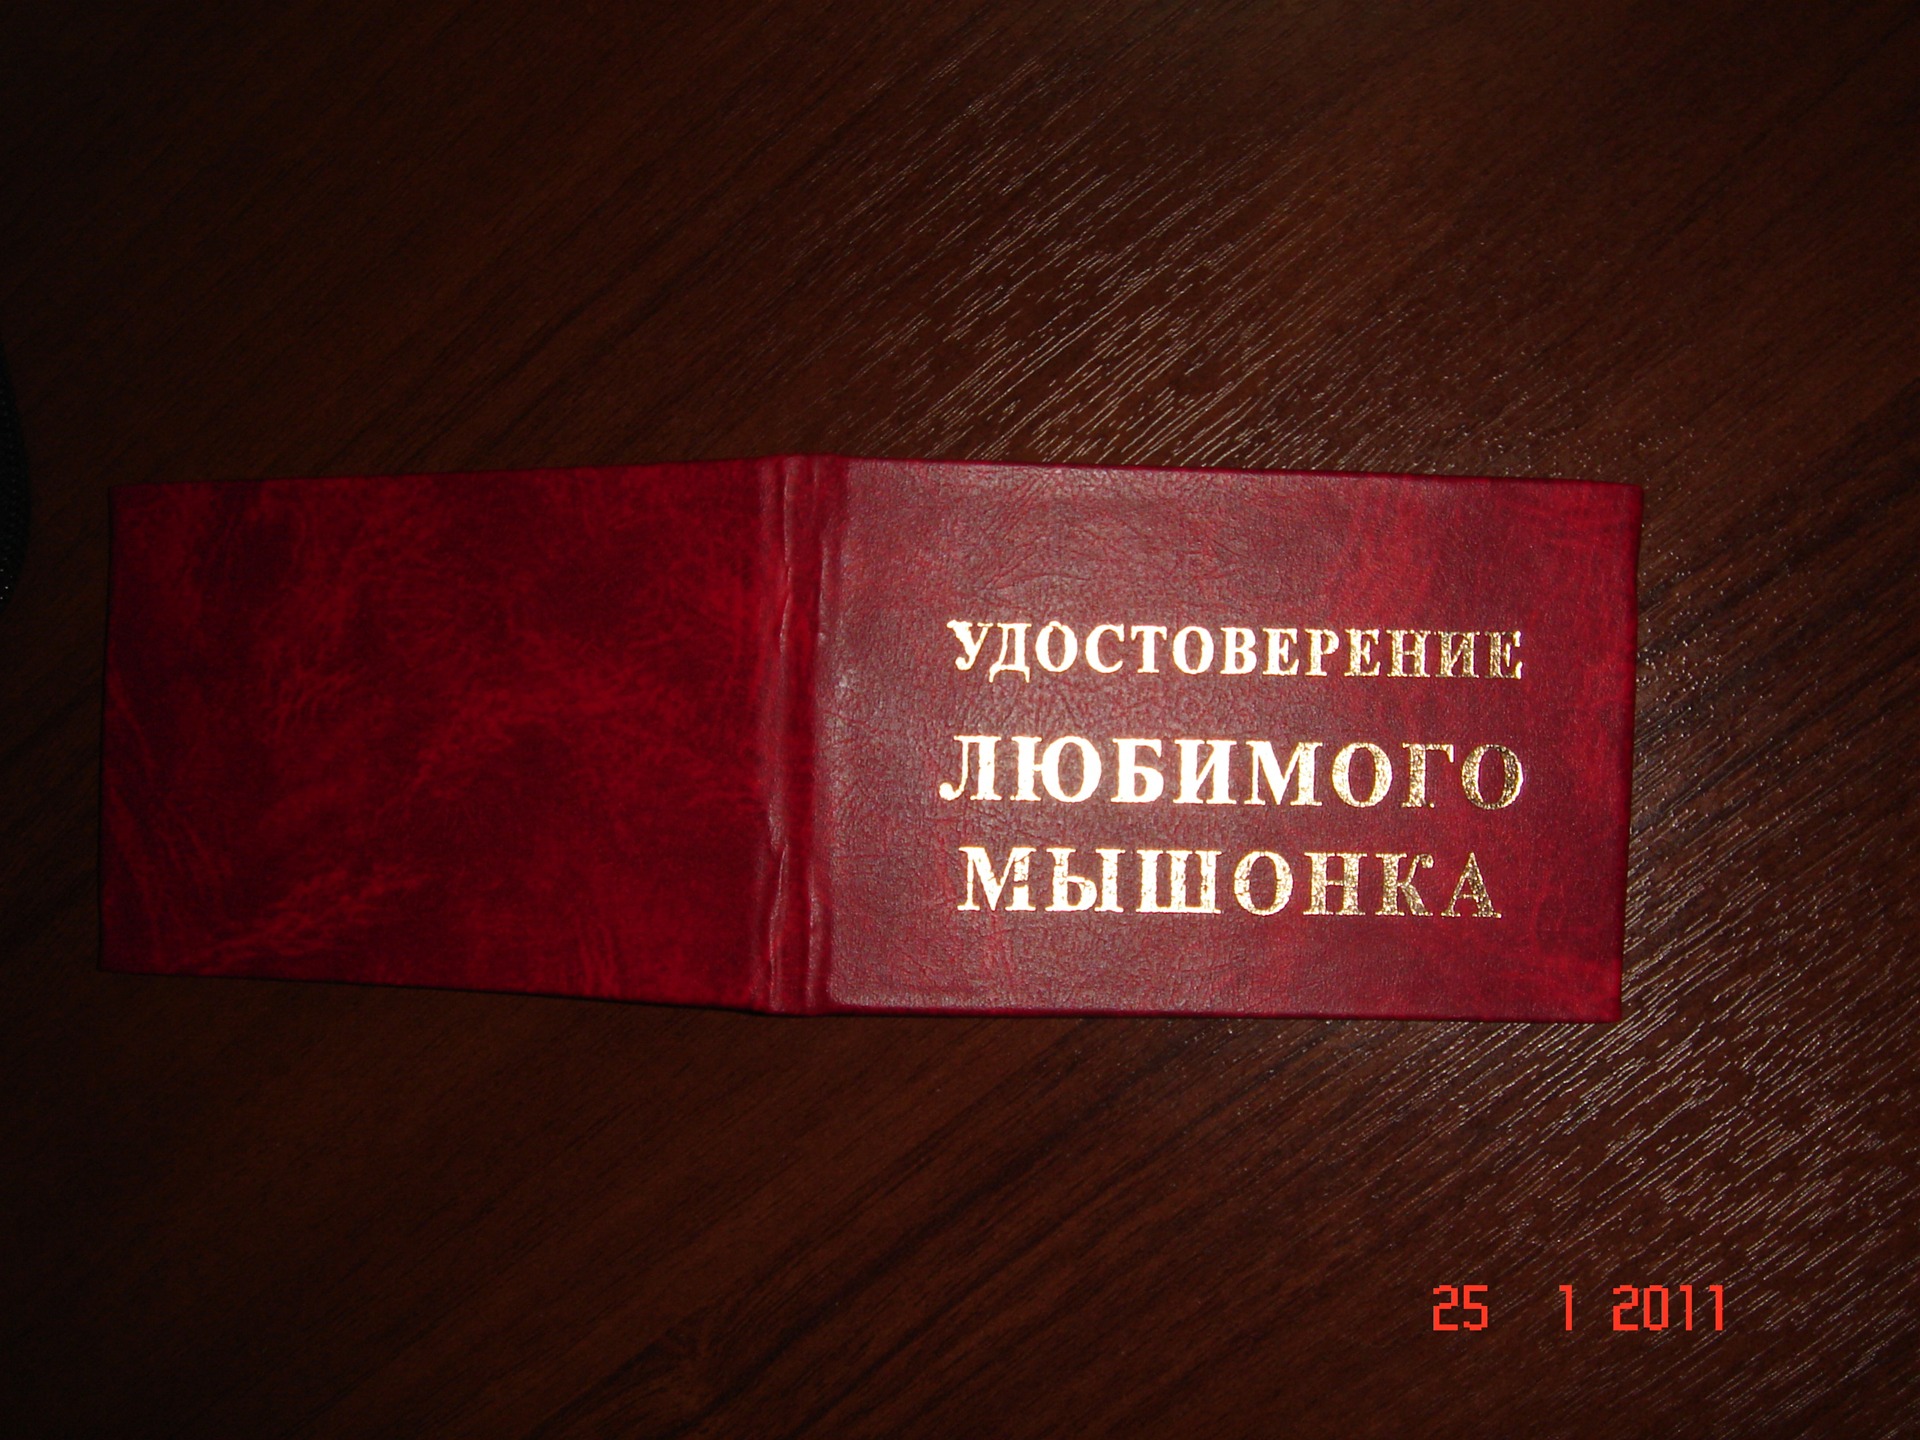 УДОСТОВЕРЕНИЕ
ЛЮБИМОГО
МЫШОНКА
25 1 2011